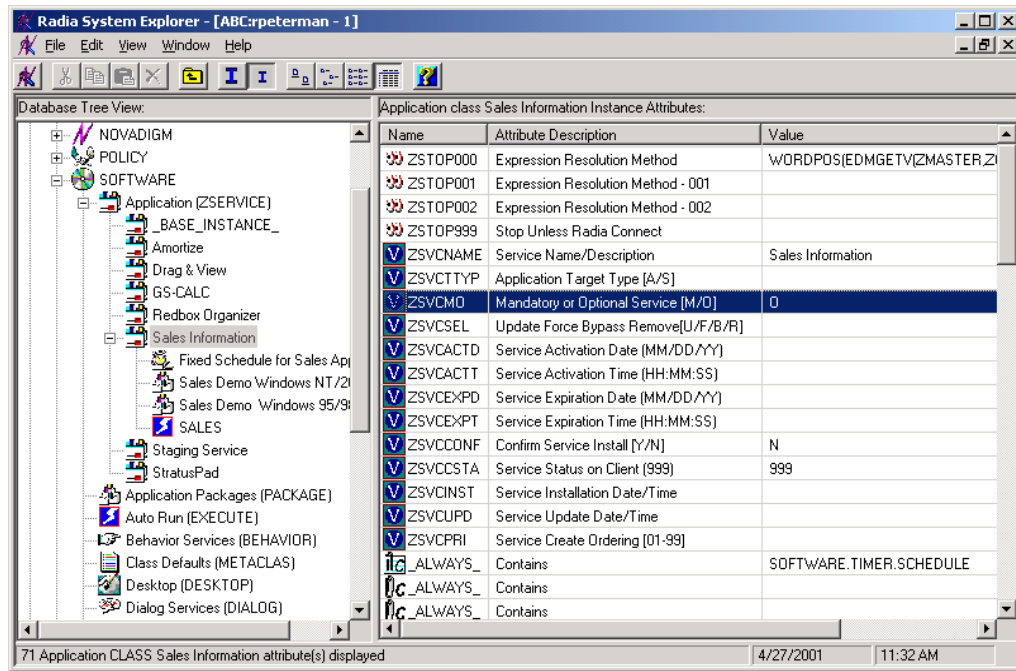 Radia System Explorer - [ABC:rpeterman - 1]
File Edit View Window Help
Database Tree View:
NOVADIGM
POLICY
SOFTWARE
Application (ZSERVICE)
_BASE_INSTANCE_
Amortize
Drag & View
GS-CALC
Redbox Organizer
Sales Information
Fixed Schedule for Sales App
Sales Demo Windows NT/2
Sales Demo Windows 95/9
SALES
Staging Service
StratusPad
Application Packages (PACKAGE)
Auto Run (EXECUTE)
Behavior Services (BEHAVIOR)
Class Defaults (METACLAS)
Desktop (DESKTOP)
Dialog Services (DIALOG)
Application class Sales Information Instance Attributes:
Name Attribute Description Value
ZSTOP000 Expression Resolution Method WORDPOS(EDMGETV(ZMASTER,Z
ZSTOP001 Expression Resolution Method - 001
ZSTOP002 Expression Resolution Method - 002
ZSTOP999 Stop Unless Radia Connect
V ZSVCNAME Service Name/Description Sales Information
V ZSVCTTYP Application Target Type [A/S]
V ZSVCMO Mandatory or Optional Service [M/O] O
V ZSVCSEL Update Force Bypass Remove[U/F/B/R]
V ZSVCACTD Service Activation Date (MM/DD/YY)
V ZSVCACTT Service Activation Time (HH:MM:SS)
V ZSVCEXPD Service Expiration Date (MM/DD/YY)
V ZSVCEXPT Service Expiration Time (HH:MM:SS)
V ZSVCCONF Confirm Service Install [Y/N] N
V ZSVCCSTA Service Status on Client (999) 999
V ZSVCINST Service Installation Date/Time
V ZSVCUPD Service Update Date/Time
V ZSVCPRI Service Create Ordering [01-99]
_ALWAYS_ Contains SOFTWARE.TIMER.SCHEDULE
_ALWAYS_ Contains
_ALWAYS_ Contains
71 Application CLASS Sales Information attribute(s) displayed 4/27/2001 11:32 AM